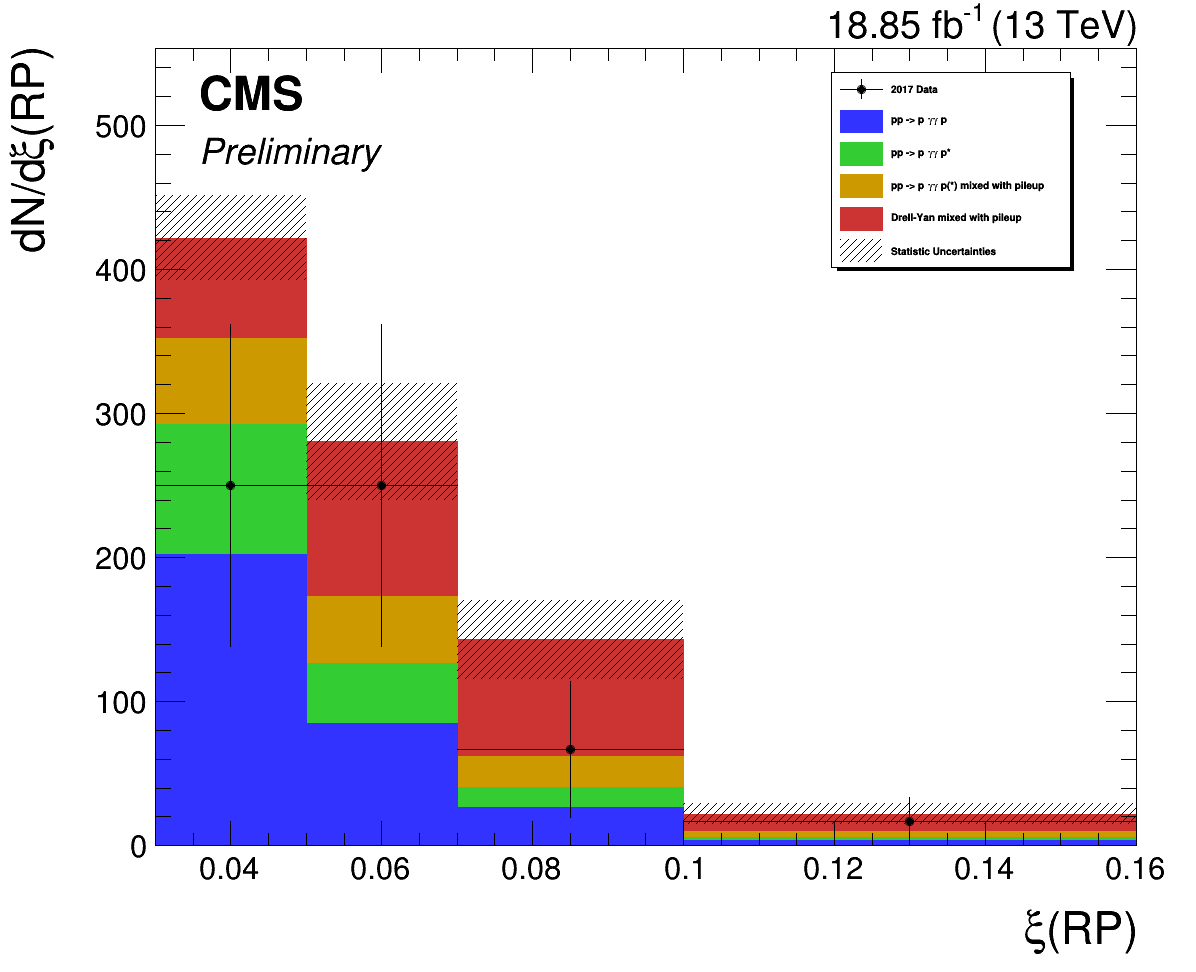 18.85 fb⁻¹ (13 TeV)
dN/dξ(RP)
CMS
Preliminary
2017 Data
pp -> p γγ p
pp -> p γγ p*
pp -> p γγ p(*) mixed with pileup
Drell-Yan mixed with pileup
Statistic Uncertainties
500
400
300
200
100
0
0.04 0.06 0.08 0.1 0.12 0.14 0.16
ξ(RP)